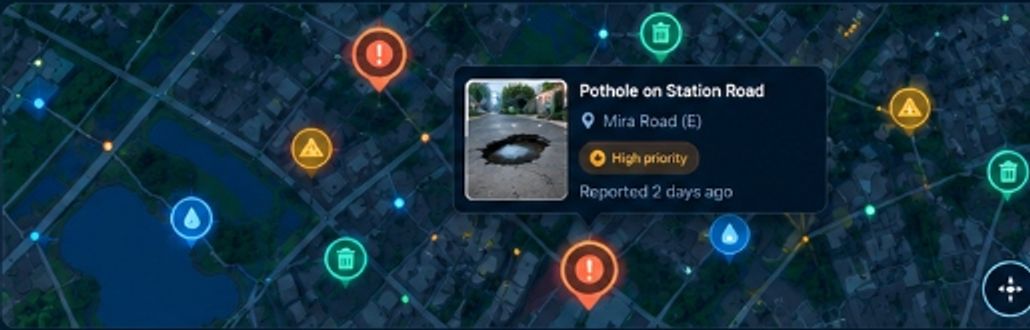 Pothole on Station Road
Mira Road (E)
High priority
Reported 2 days ago